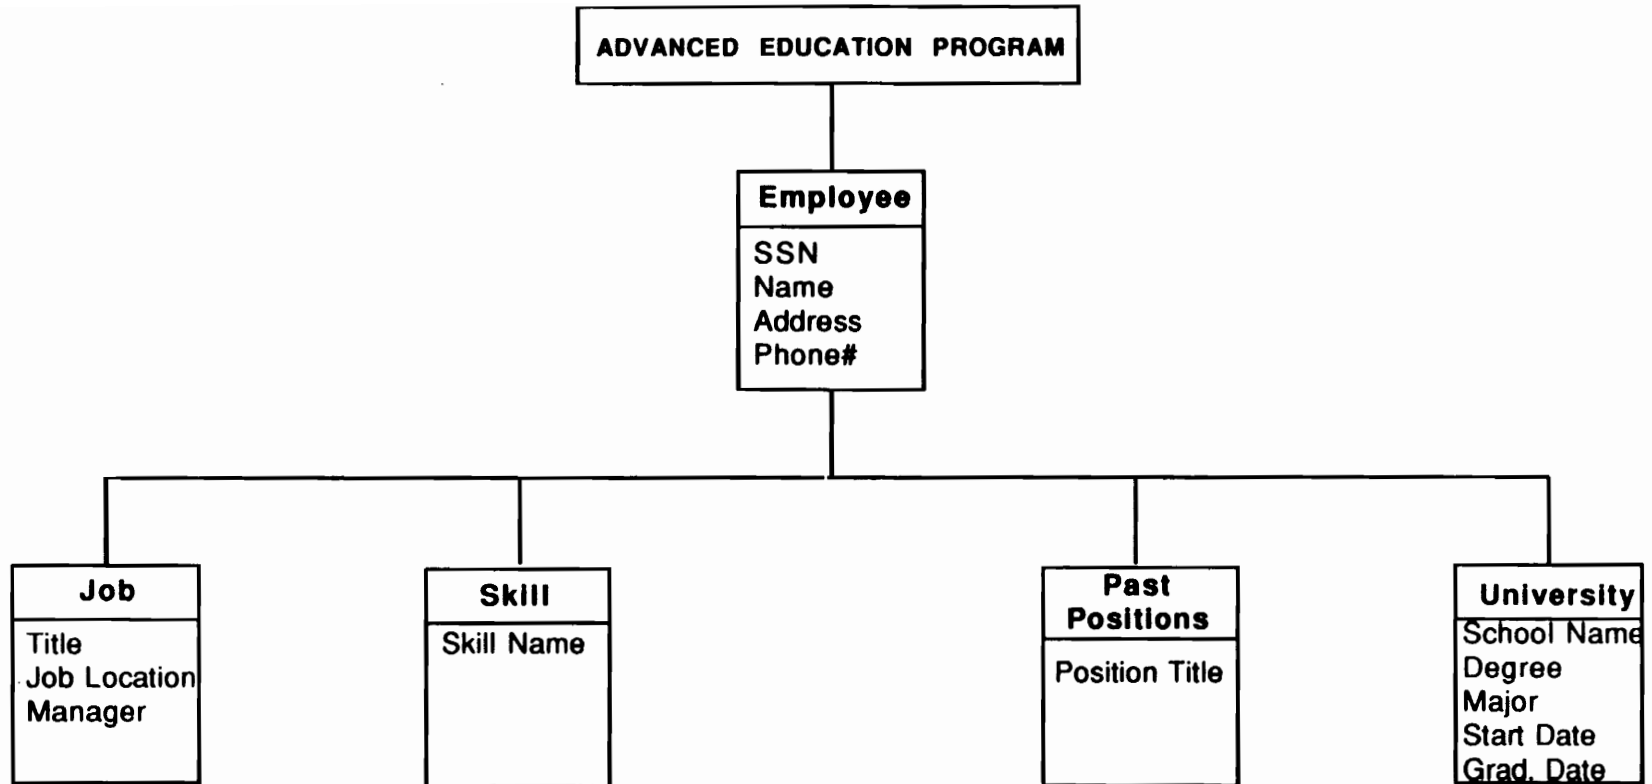 ADVANCED EDUCATION PROGRAM
Employee
SSN
Name
Address
Phone#
Job
Title
Job Location
Manager
Skill
Skill Name
Past
Positions
Position Title
University
School Name
Degree
Major
Start Date
Grad. Date